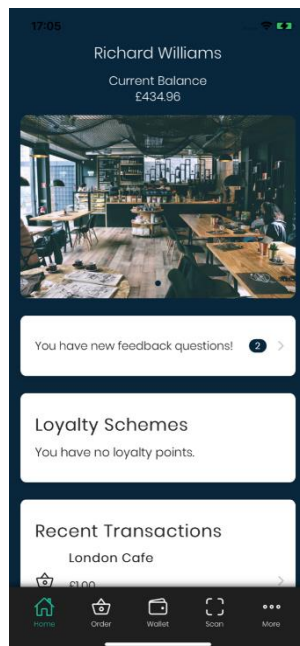 17:05
Richard Williams
Current Balance
£434.96
You have new feedback questions! 2
Loyalty Schemes
You have no loyalty points.
Recent Transactions
London Cafe
£1.00
Home Order Wallet Scan More